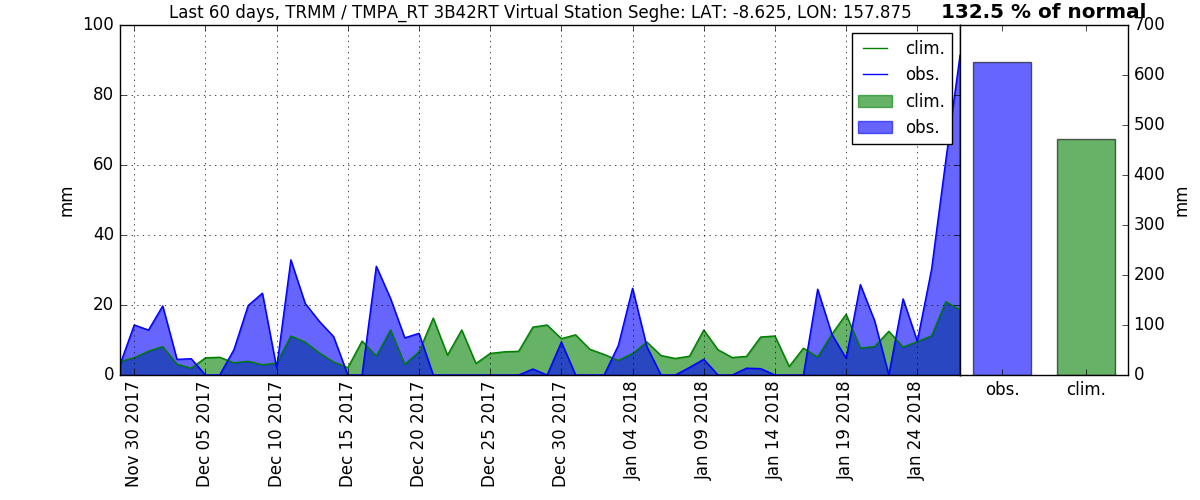 Last 60 days, TRMM / TMPA_RT 3B42RT Virtual Station Seghe: LAT: -8.625, LON: 157.875
132.5 % of normal
100
80
60
40
20
0
mm
clim.
obs.
clim.
obs.
Nov 30 2017
Dec 05 2017
Dec 10 2017
Dec 15 2017
Dec 20 2017
Dec 25 2017
Dec 30 2017
Jan 04 2018
Jan 09 2018
Jan 14 2018
Jan 19 2018
Jan 24 2018
700
600
500
400
300
200
100
0
mm
obs.
clim.